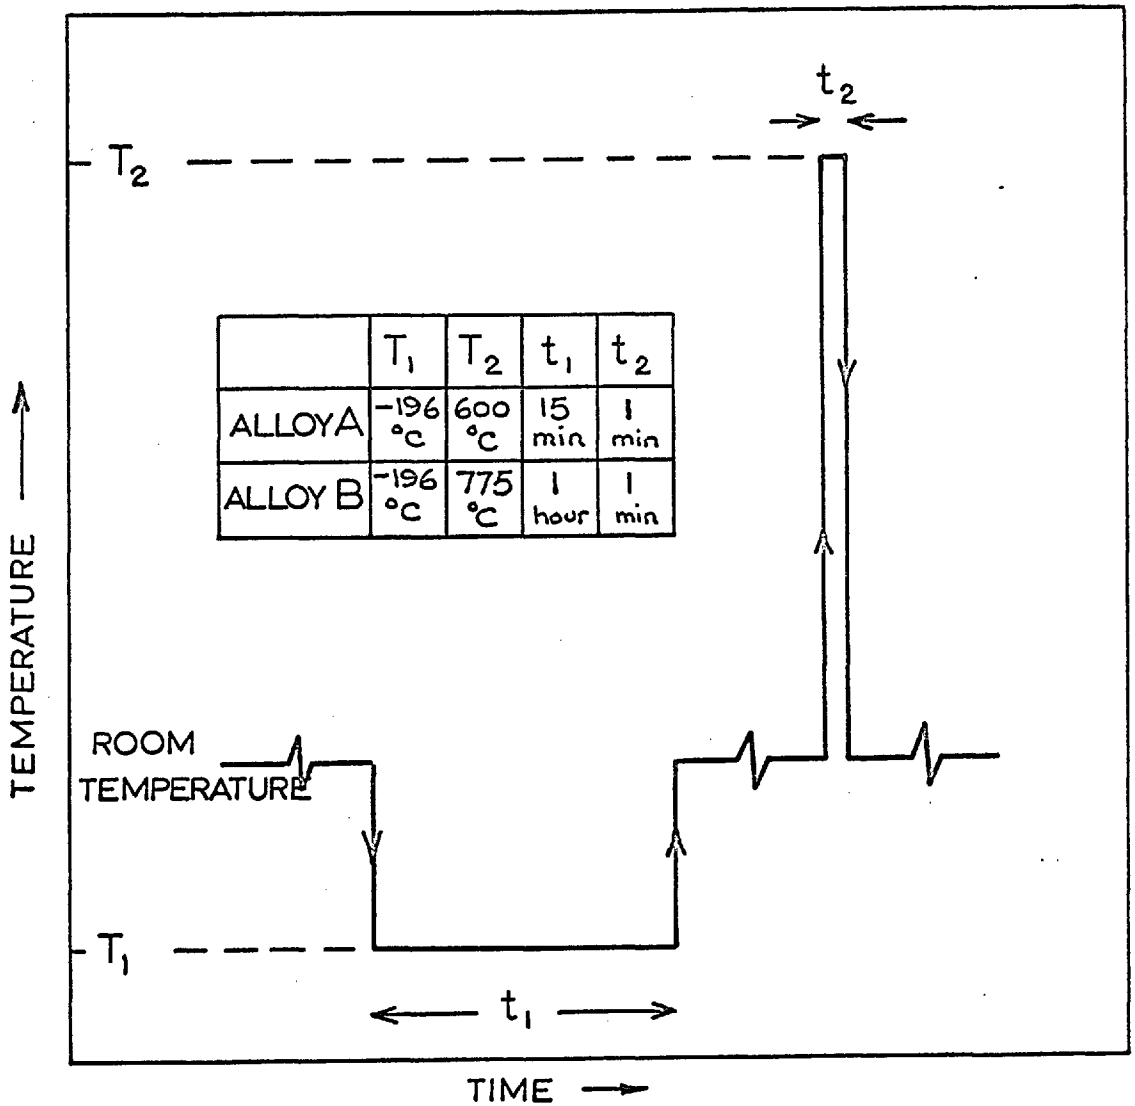 t₂
T₂
T₁ T₂ t₁ t₂
ALLOY A -196 °C 600 °C 15 min 1 min
ALLOY B -196 °C 775 °C 1 hour 1 min
TEMPERATURE
ROOM
TEMPERATURE
T₁
t₁
TIME